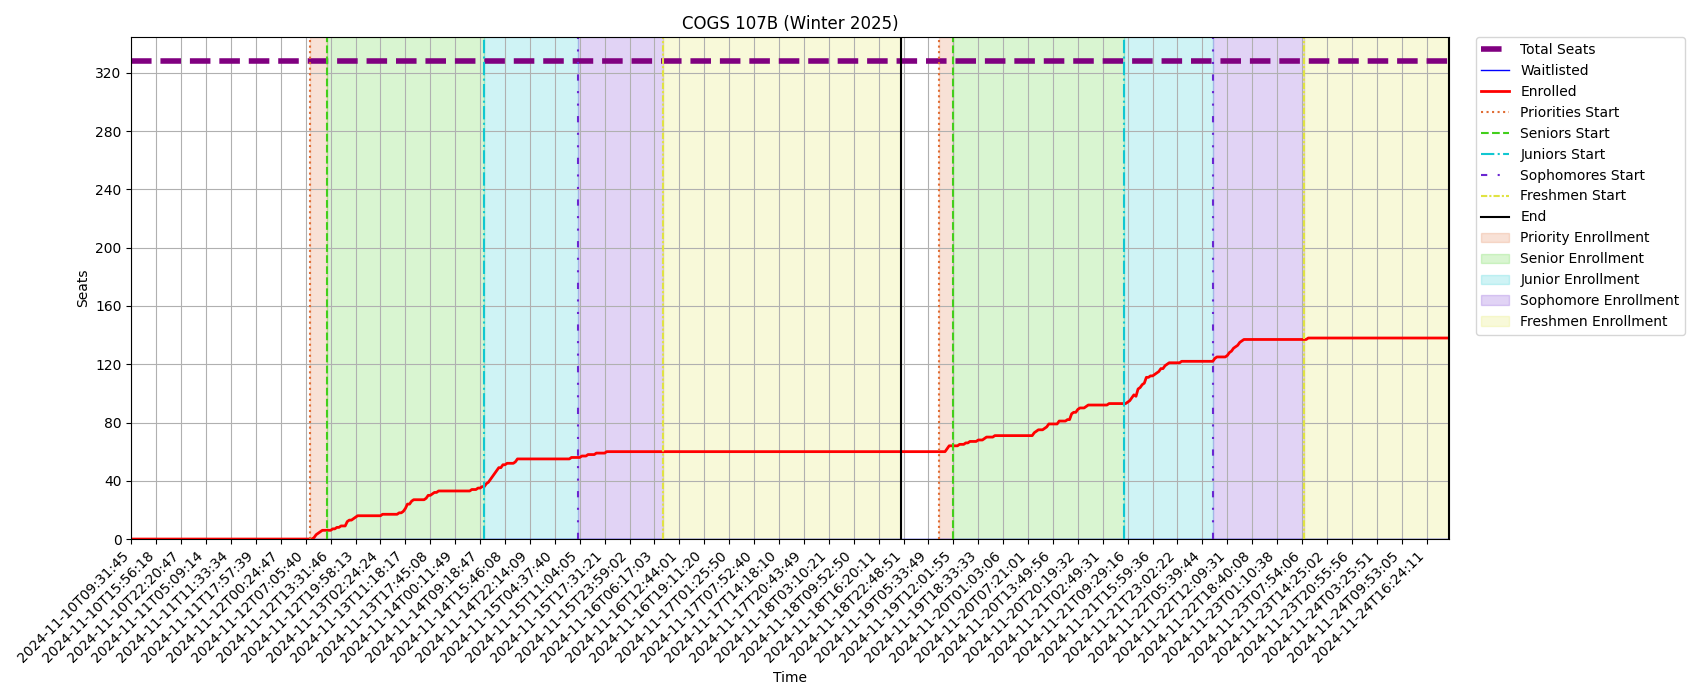 COGS 107B (Winter 2025)
Seats
320
280
240
200
160
120
80
40
0
2024-11-10T09:31:45
2024-11-10T15:56:18
2024-11-10T22:20:47
2024-11-11T05:09:14
2024-11-11T11:33:34
2024-11-11T17:57:39
2024-11-12T00:24:47
2024-11-12T07:05:40
2024-11-12T13:31:46
2024-11-12T19:58:13
2024-11-13T02:24:24
2024-11-13T11:18:17
2024-11-13T17:45:08
2024-11-14T00:11:49
2024-11-14T09:18:47
2024-11-14T15:46:08
2024-11-14T22:14:09
2024-11-15T04:37:40
2024-11-15T11:04:05
2024-11-15T17:31:21
2024-11-15T23:59:02
2024-11-16T06:17:03
2024-11-16T12:44:01
2024-11-16T19:11:20
2024-11-17T01:25:50
2024-11-17T07:52:40
2024-11-17T14:18:10
2024-11-17T20:43:49
2024-11-18T03:10:21
2024-11-18T09:52:50
2024-11-18T16:20:11
2024-11-18T22:48:51
2024-11-19T05:33:49
2024-11-19T12:01:55
2024-11-19T18:33:33
2024-11-20T01:03:06
2024-11-20T07:21:01
2024-11-20T13:49:56
2024-11-20T20:19:32
2024-11-21T02:49:31
2024-11-21T09:29:16
2024-11-21T15:59:36
2024-11-21T23:02:22
2024-11-22T05:39:44
2024-11-22T12:09:31
2024-11-22T18:40:08
2024-11-23T01:10:38
2024-11-23T07:54:06
2024-11-23T14:25:02
2024-11-23T20:55:56
2024-11-24T03:25:51
2024-11-24T09:53:05
2024-11-24T16:24:11
Time
Total Seats
Waitlisted
Enrolled
Priorities Start
Seniors Start
Juniors Start
Sophomores Start
Freshmen Start
End
Priority Enrollment
Senior Enrollment
Junior Enrollment
Sophomore Enrollment
Freshmen Enrollment